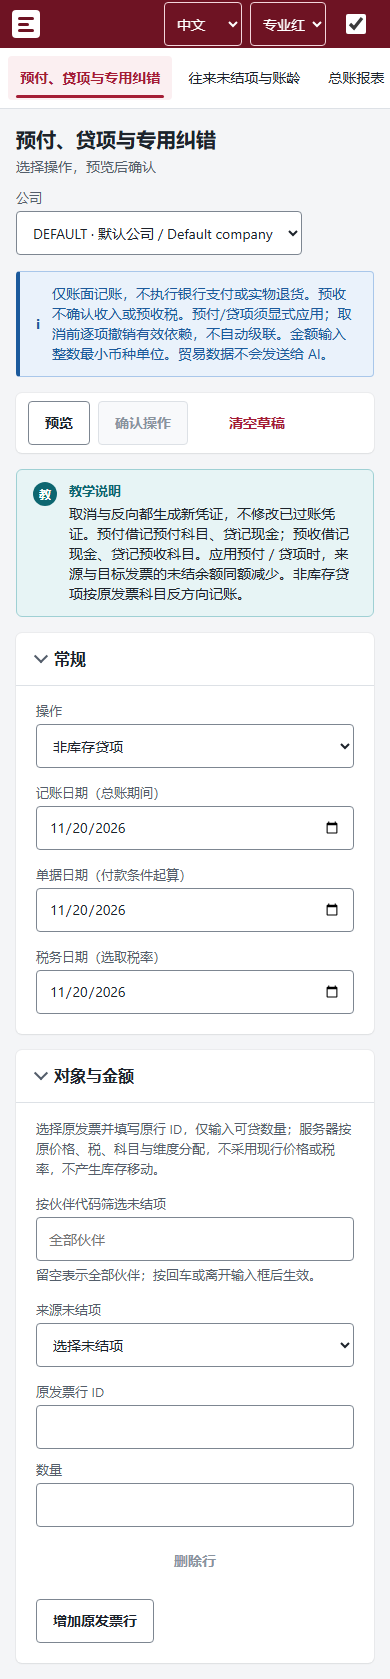 中文
专业红
预付、贷项与专用纠错
往来未结项与账龄
总账报表
预付、贷项与专用纠错
选择操作，预览后确认
公司
DEFAULT · 默认公司 / Default company
i
仅账面记账，不执行银行支付或实物退货。预收
不确认收入或预收税。预付/贷项须显式应用；取
消前逐项撤销有效依赖，不自动级联。金额输入
整数最小币种单位。贸易数据不会发送给 AI。
预览
确认操作
清空草稿
教
教学说明
取消与反向都生成新凭证，不修改已过账凭
证。预付借记预付科目、贷记现金；预收借记
现金、贷记预收科目。应用预付 / 贷项时，来
源与目标发票的未结余额同额减少。非库存贷
项按原发票科目反方向记账。
常规
操作
非库存贷项
记账日期（总账期间）
11/20/2026
单据日期（付款条件起算）
11/20/2026
税务日期（选取税率）
11/20/2026
对象与金额
选择原发票并填写原行 ID，仅输入可贷数量；服务器按
原价格、税、科目与维度分配，不采用现行价格或税
率，不产生库存移动。
按伙伴代码筛选未结项
全部伙伴
留空表示全部伙伴；按回车或离开输入框后生效。
来源未结项
选择未结项
原发票行 ID
数量
删除行
增加原发票行